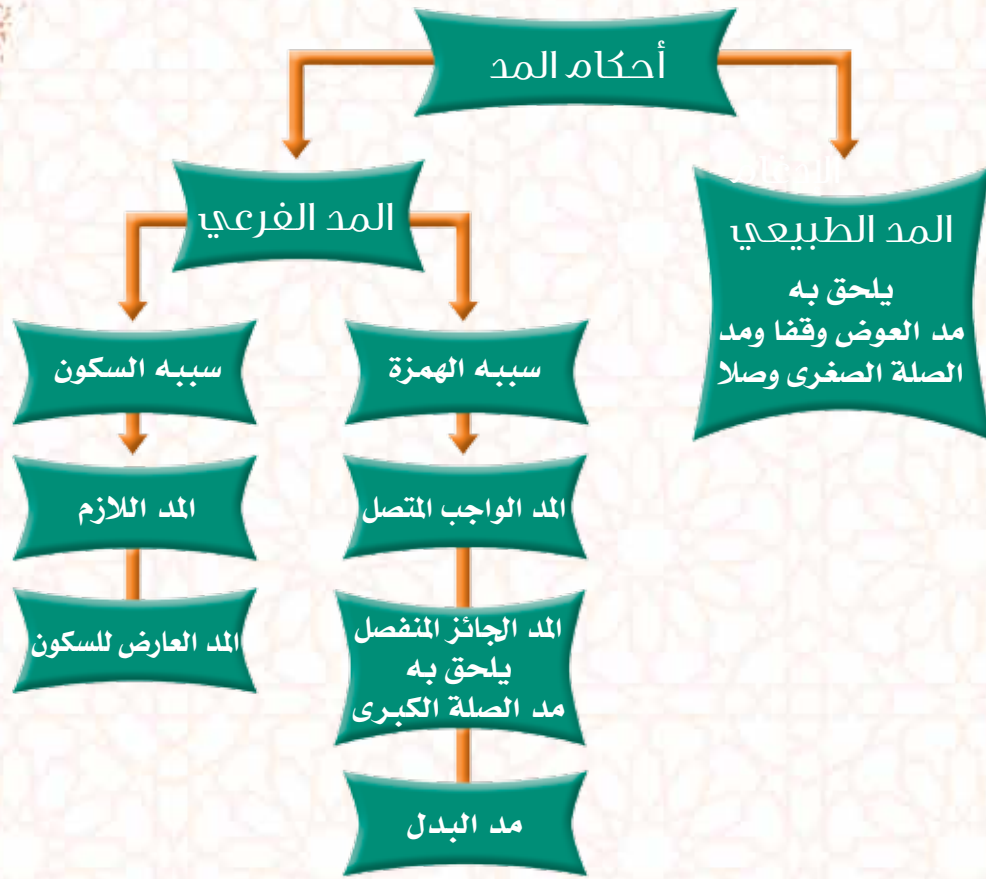 أحكام المد
المد الطبيعي
يلحق به
مد العوض وقفا ومد
الصلة الصغرى وصلا
المد الفرعي
سببه الهمزة
المد الواجب المتصل
المد الجائز المنفصل
يلحق به
مد الصلة الكبرى
مد البدل
سببه السكون
المد اللازم
المد العارض للسكون